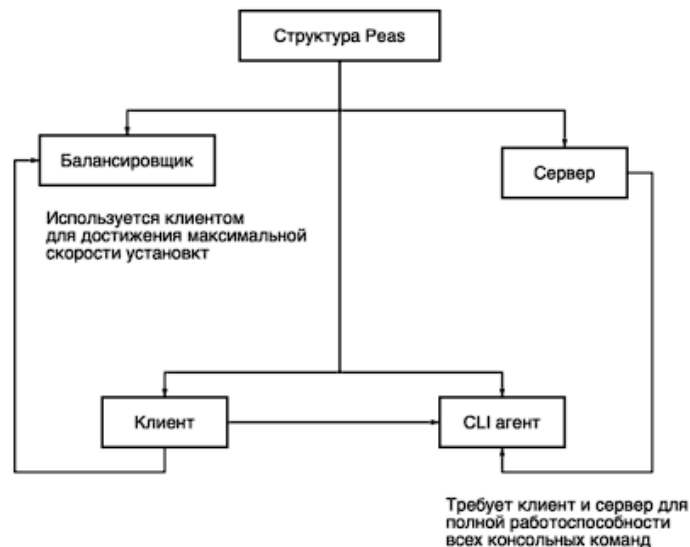 Структура Peas
Балансировщик
Сервер
Используется клиентом
для достижения максимальной
скорости установкт
Клиент
CLI агент
Требует клиент и сервер для
полной работоспособности
всех консольных команд